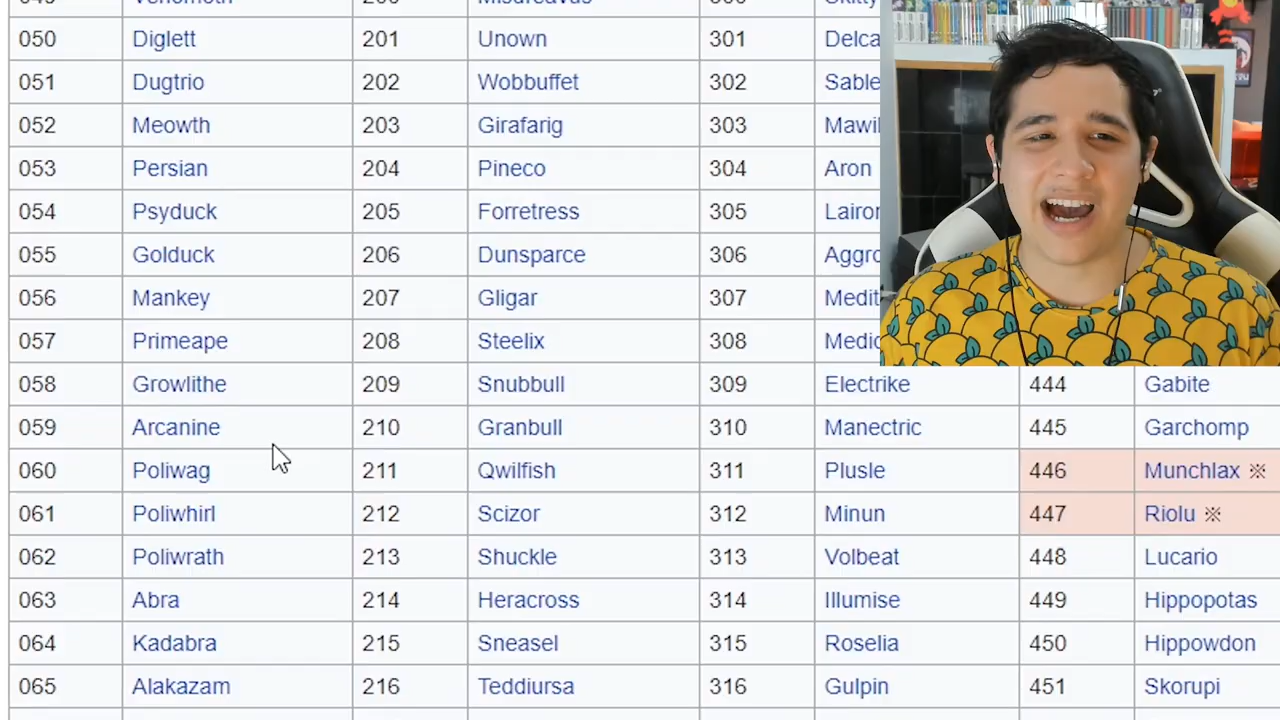 050 Diglett 201 Unown 301 Delca
051 Dugtrio 202 Wobbuffet 302 Sable
052 Meowth 203 Girafarig 303 Mawil
053 Persian 204 Pineco 304 Aron
054 Psyduck 205 Forretress 305 Lairon
055 Golduck 206 Dunsparce 306 Aggro
056 Mankey 207 Gligar 307 Medit
057 Primeape 208 Steelix 308 Medic
058 Growlithe 209 Snubbull 309 Electrike 444 Gabite
059 Arcanine 210 Granbull 310 Manectric 445 Garchomp
060 Poliwag 211 Qwilfish 311 Plusle 446 Munchlax ※
061 Poliwhirl 212 Scizor 312 Minun 447 Riolu ※
062 Poliwrath 213 Shuckle 313 Volbeat 448 Lucario
063 Abra 214 Heracross 314 Illumise 449 Hippopotas
064 Kadabra 215 Sneasel 315 Roselia 450 Hippowdon
065 Alakazam 216 Teddiursa 316 Gulpin 451 Skorupi